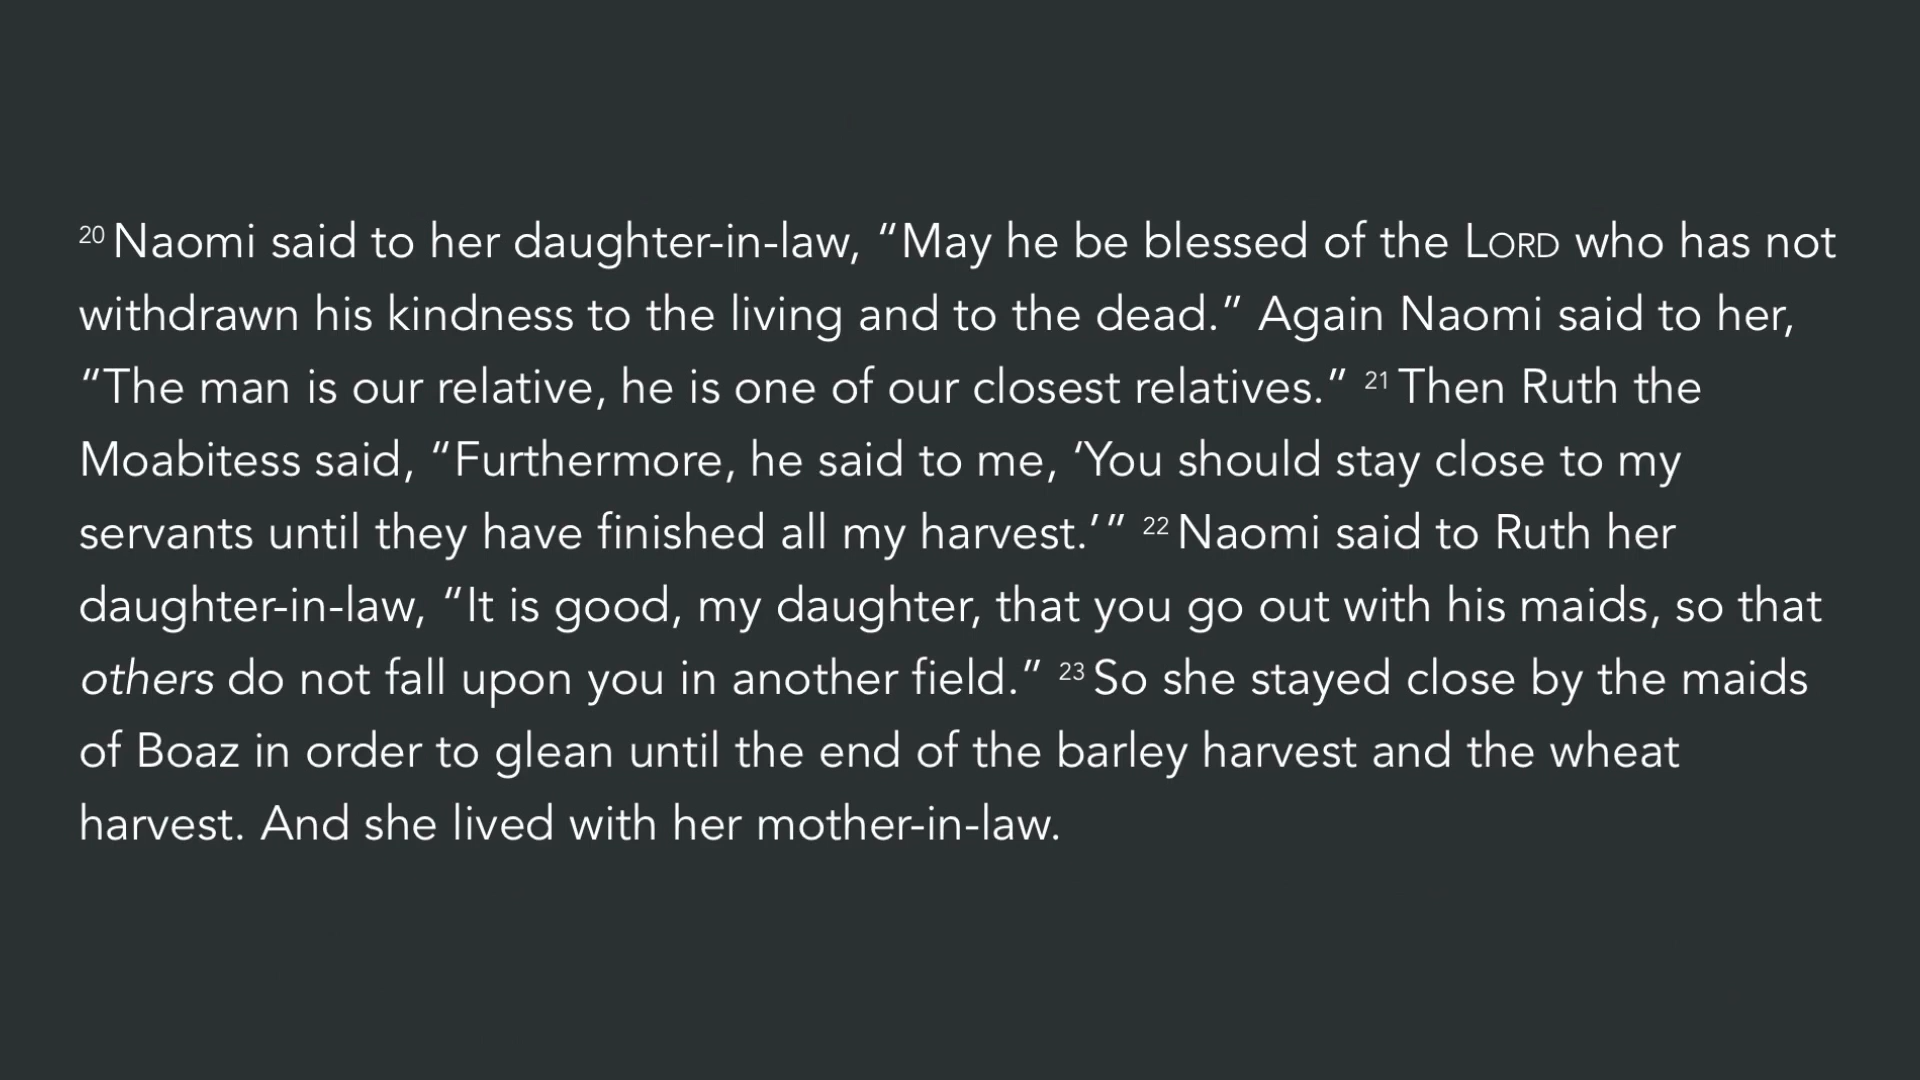 20 Naomi said to her daughter-in-law, “May he be blessed of the LORD who has not
withdrawn his kindness to the living and to the dead.” Again Naomi said to her,
“The man is our relative, he is one of our closest relatives.” 21 Then Ruth the
Moabitess said, “Furthermore, he said to me, ‘You should stay close to my
servants until they have finished all my harvest.’” 22 Naomi said to Ruth her
daughter-in-law, “It is good, my daughter, that you go out with his maids, so that
others do not fall upon you in another field.” 23 So she stayed close by the maids
of Boaz in order to glean until the end of the barley harvest and the wheat
harvest. And she lived with her mother-in-law.